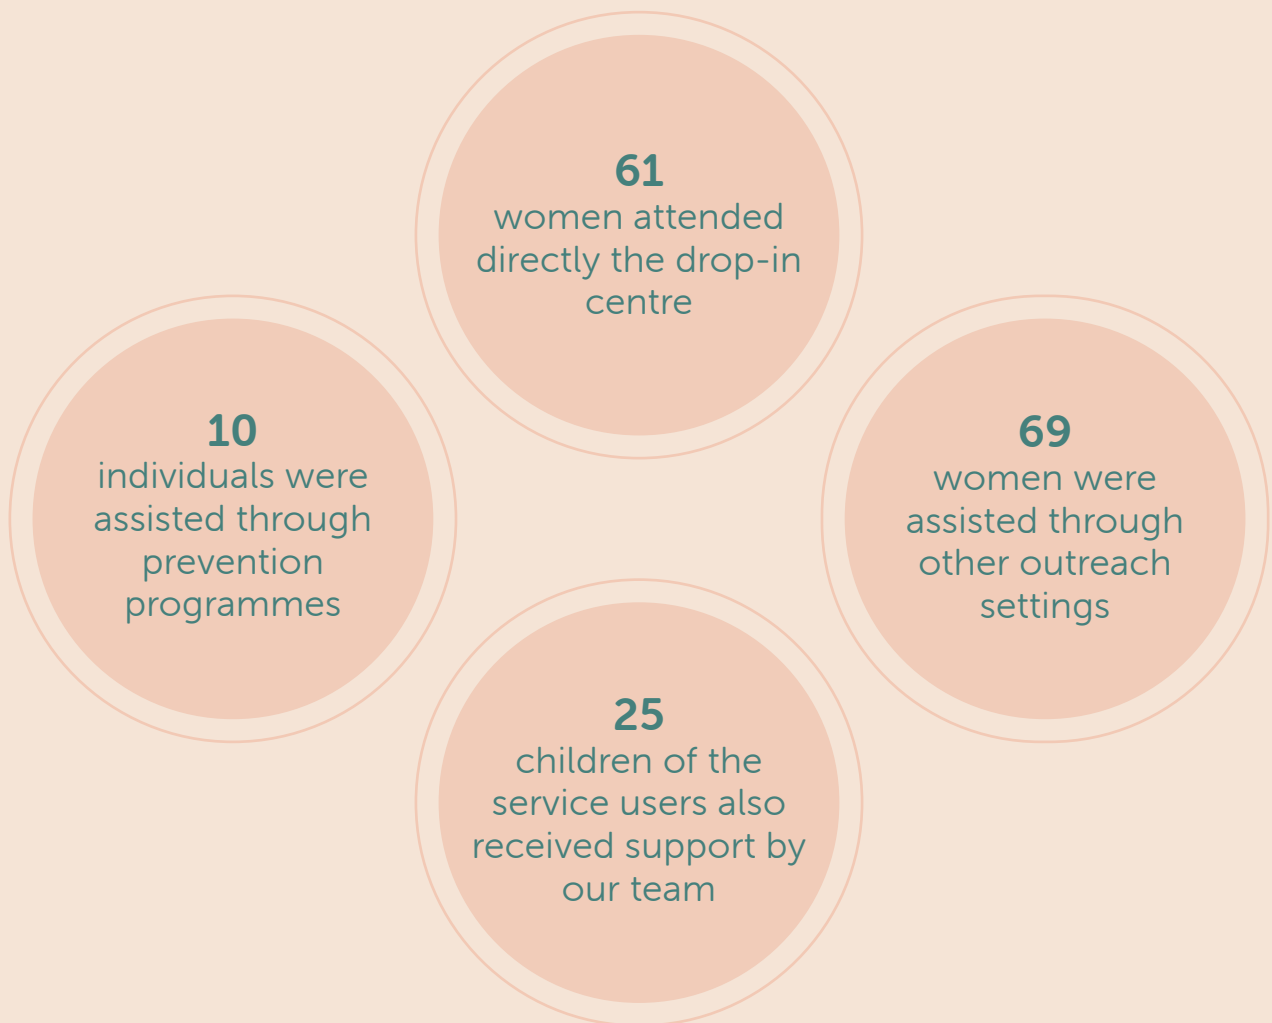 61
women attended
directly the drop-in
centre
10
individuals were
assisted through
prevention
programmes
69
women were
assisted through
other outreach
settings
25
children of the
service users also
received support by
our team